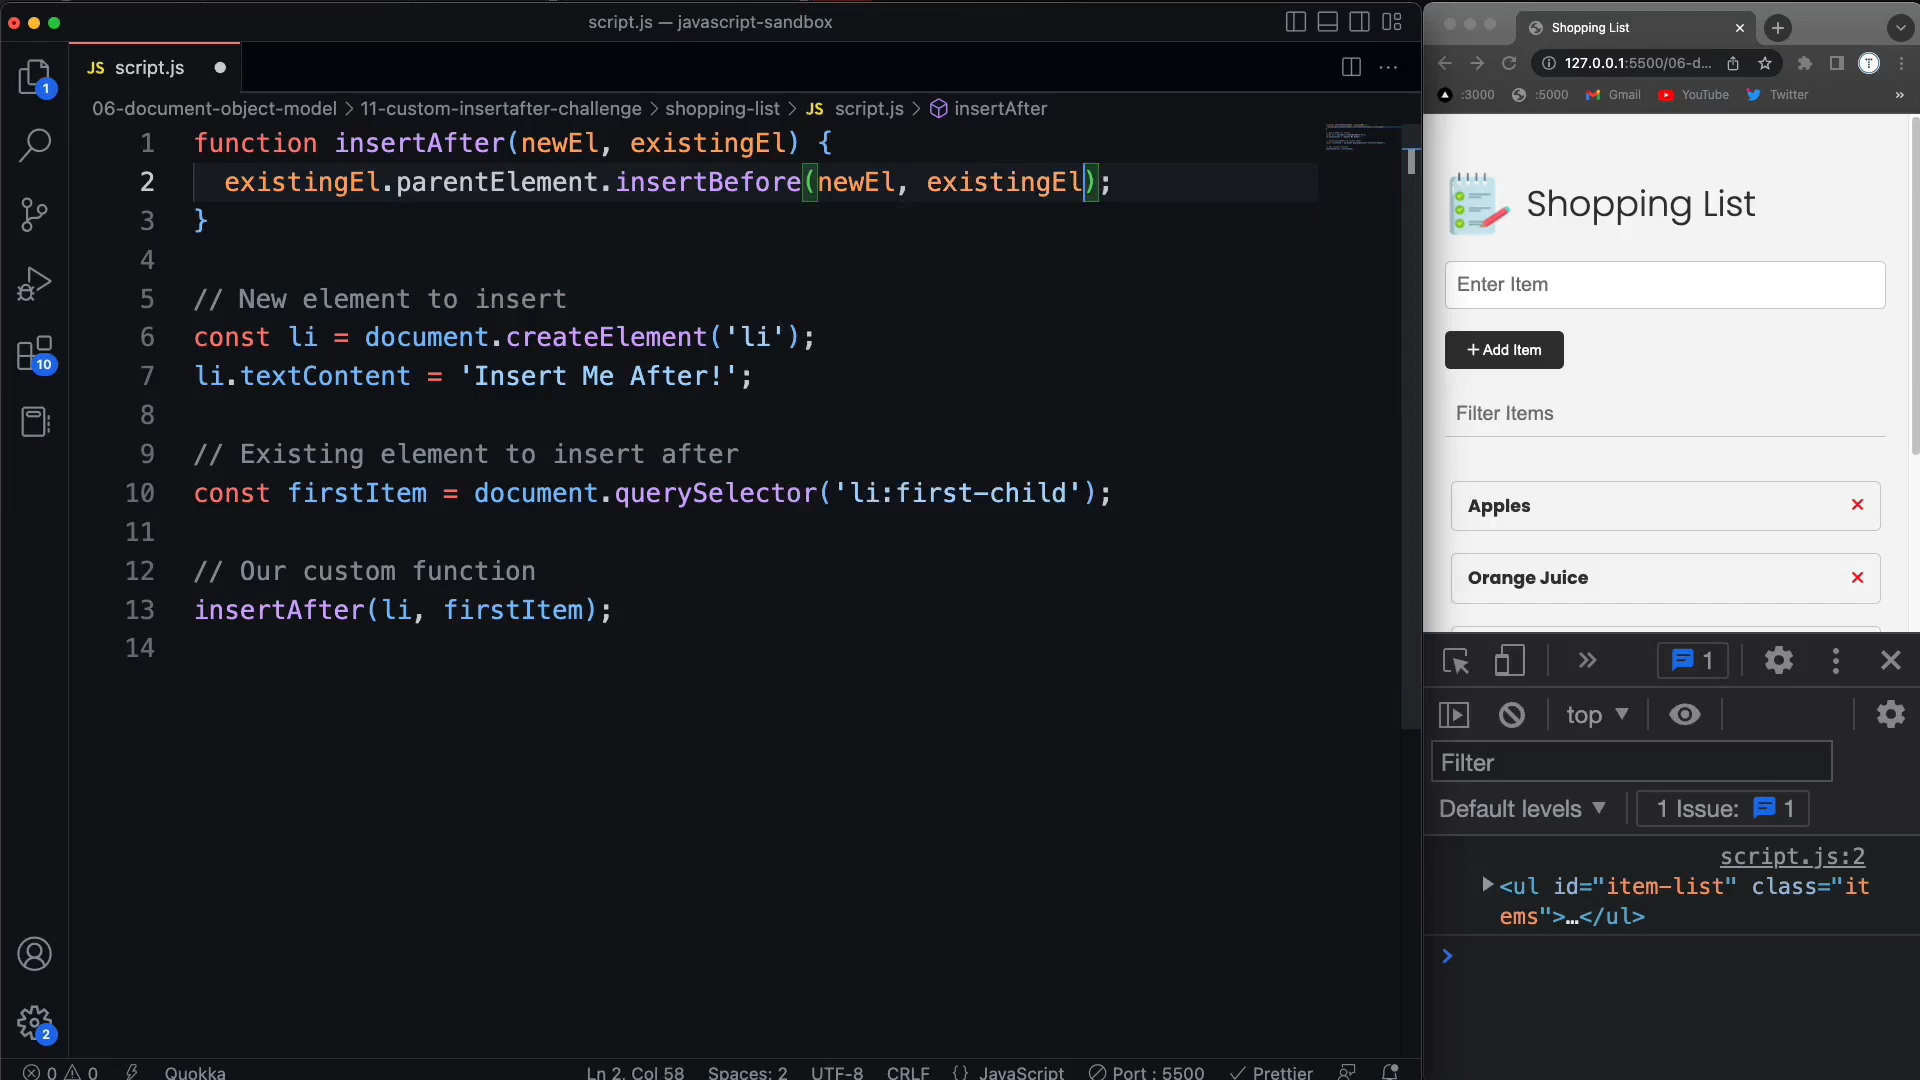 script.js — javascript-sandbox
JS script.js
06-document-object-model > 11-custom-insertafter-challenge > shopping-list > JS script.js > insertAfter
1 function insertAfter(newEl, existingEl) {
2 existingEl.parentElement.insertBefore(newEl, existingEl);
3 }
4
5 // New element to insert
6 const li = document.createElement('li');
7 li.textContent = 'Insert Me After!';
8
9 // Existing element to insert after
10 const firstItem = document.querySelector('li:first-child');
11
12 // Our custom function
13 insertAfter(li, firstItem);
14
1
10
2
0 0 Quokka Ln 2, Col 58 Spaces: 2 UTF-8 CRLF {} JavaScript Port : 5500 Prettier
Shopping List
127.0.0.1:5500/06-d...
T
:3000 :5000 Gmail YouTube Twitter »
Shopping List
Enter Item
+ Add Item
Filter Items
Apples
Orange Juice
1
top
Filter
Default levels 1 Issue: 1
script.js:2
<ul id="item-list" class="it
ems">…</ul>